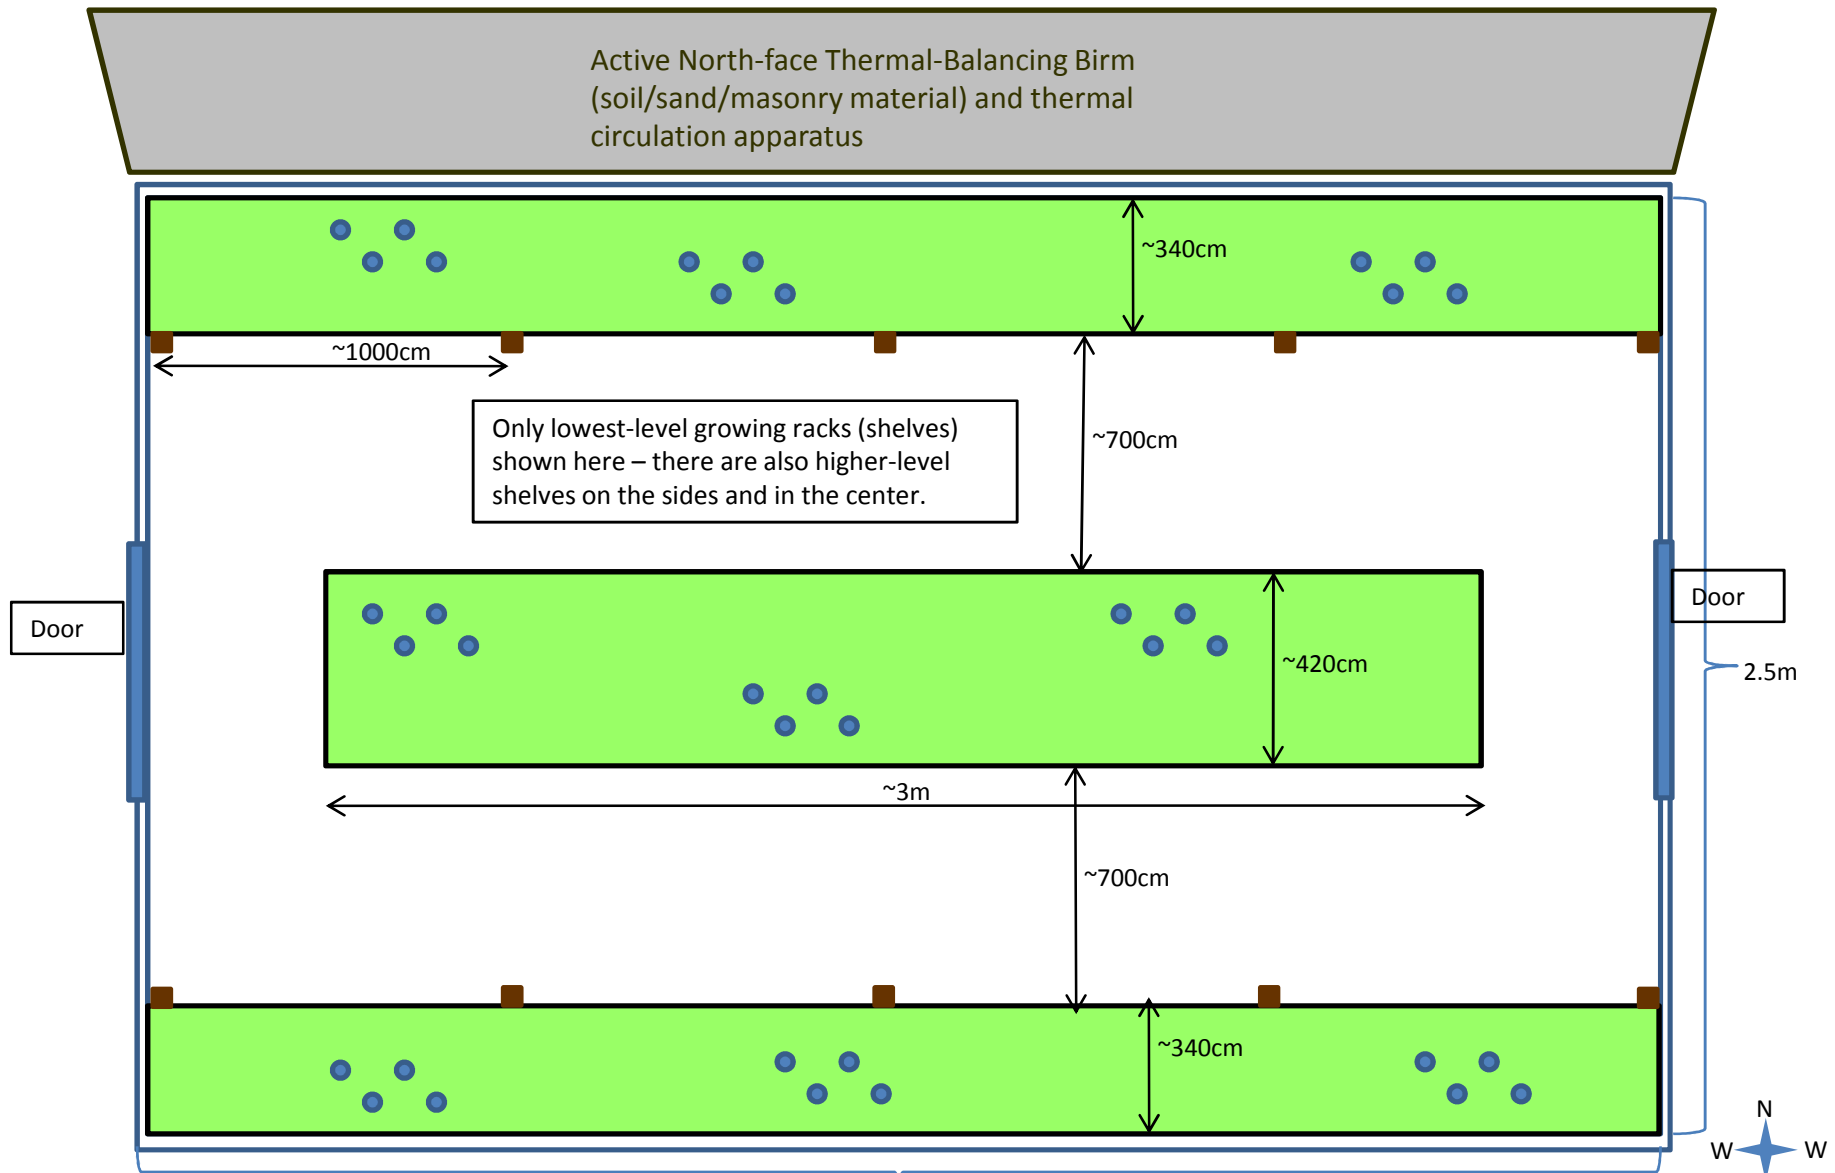 Active North-face Thermal-Balancing Birm
(soil/sand/masonry material) and thermal
circulation apparatus
~340cm
~1000cm
~700cm
Only lowest-level growing racks (shelves)
shown here – there are also higher-level
shelves on the sides and in the center.
Door
Door
~420cm
2.5m
~3m
~700cm
~340cm
N
W
W